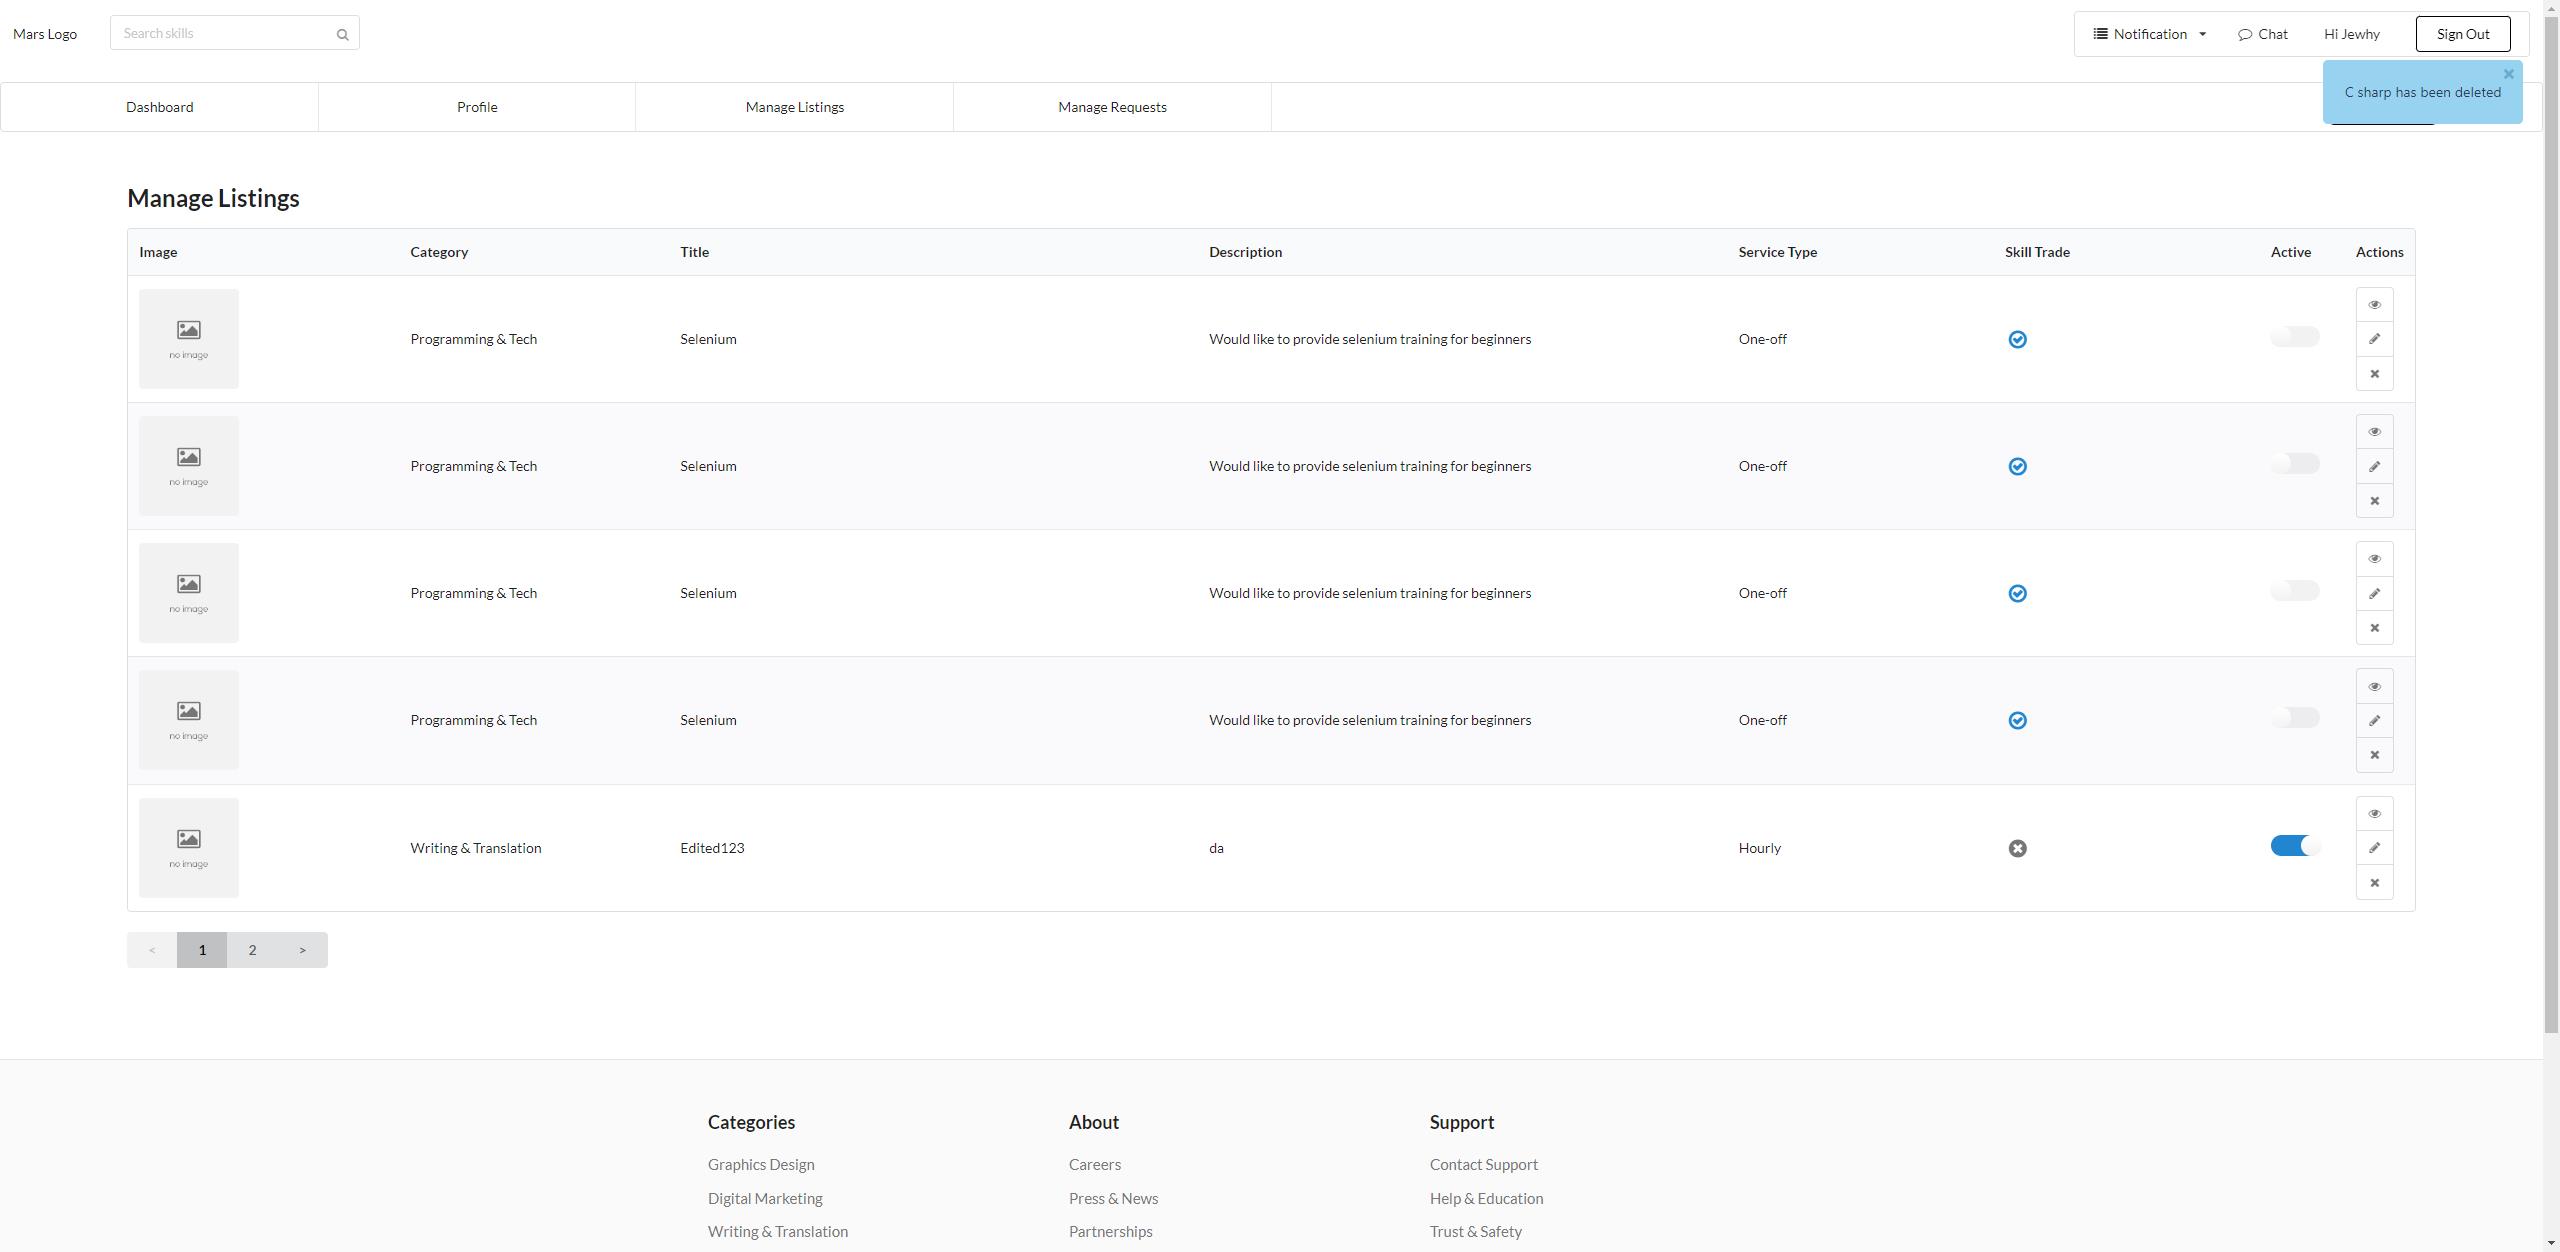 Mars Logo
Search skills
Notification
Chat
Hi Jewhy
Sign Out
C sharp has been deleted
Dashboard
Profile
Manage Listings
Manage Requests
Manage Listings
Image Category Title Description Service Type Skill Trade Active Actions
no image
Programming & Tech Selenium Would like to provide selenium training for beginners One-off
no image
Programming & Tech Selenium Would like to provide selenium training for beginners One-off
no image
Programming & Tech Selenium Would like to provide selenium training for beginners One-off
no image
Programming & Tech Selenium Would like to provide selenium training for beginners One-off
no image
Writing & Translation Edited123 da Hourly
no image
< 1 2 >
Categories
Graphics Design
Digital Marketing
Writing & Translation
About
Careers
Press & News
Partnerships
Support
Contact Support
Help & Education
Trust & Safety